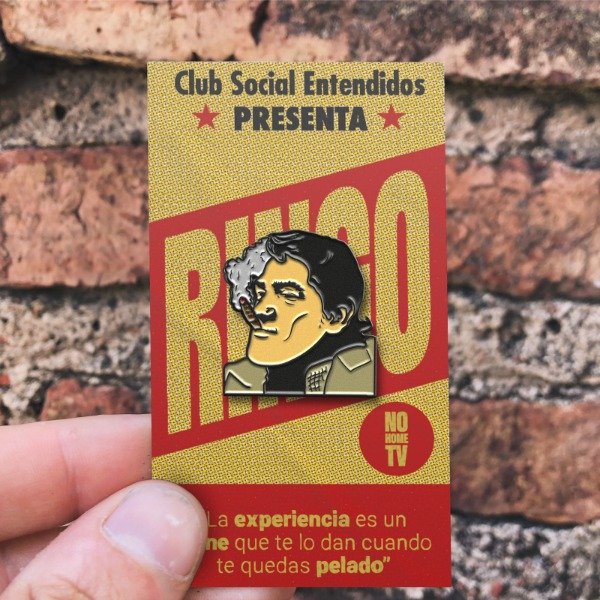 Club Social Entendidos
PRESENTA
NO
HOME
TV
La experiencia es un
ne que te lo dan cuando
te quedas pelado”